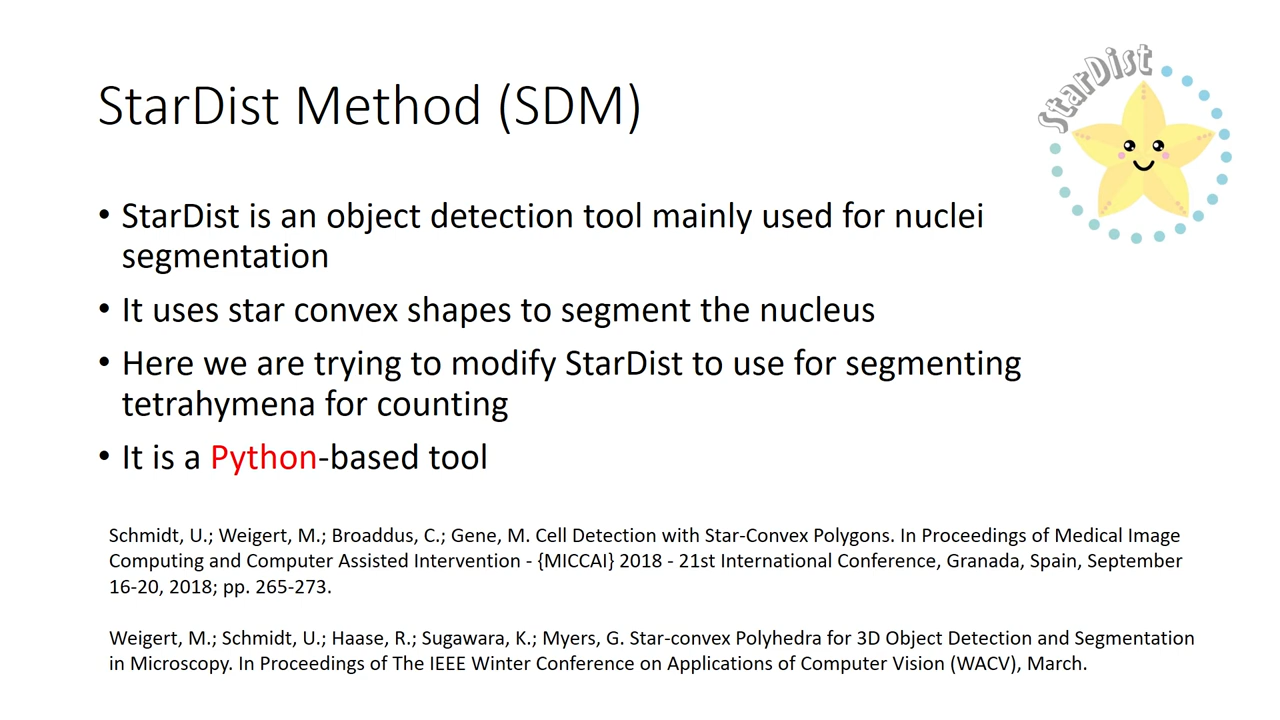 StarDist
StarDist Method (SDM)
• StarDist is an object detection tool mainly used for nuclei
segmentation
• It uses star convex shapes to segment the nucleus
• Here we are trying to modify StarDist to use for segmenting
tetrahymena for counting
• It is a Python-based tool
Schmidt, U.; Weigert, M.; Broaddus, C.; Gene, M. Cell Detection with Star-Convex Polygons. In Proceedings of Medical Image
Computing and Computer Assisted Intervention - {MICCAI} 2018 - 21st International Conference, Granada, Spain, September
16-20, 2018; pp. 265-273.
Weigert, M.; Schmidt, U.; Haase, R.; Sugawara, K.; Myers, G. Star-convex Polyhedra for 3D Object Detection and Segmentation
in Microscopy. In Proceedings of The IEEE Winter Conference on Applications of Computer Vision (WACV), March.